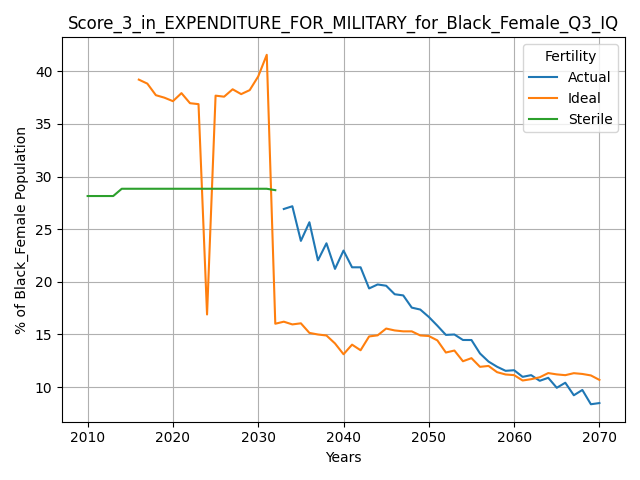 Score_3_in_EXPENDITURE_FOR_MILITARY_for_Black_Female_Q3_IQ
Fertility
Actual
Ideal
Sterile
% of Black_Female Population
40
35
30
25
20
15
10
2010 2020 2030 2040 2050 2060 2070
Years